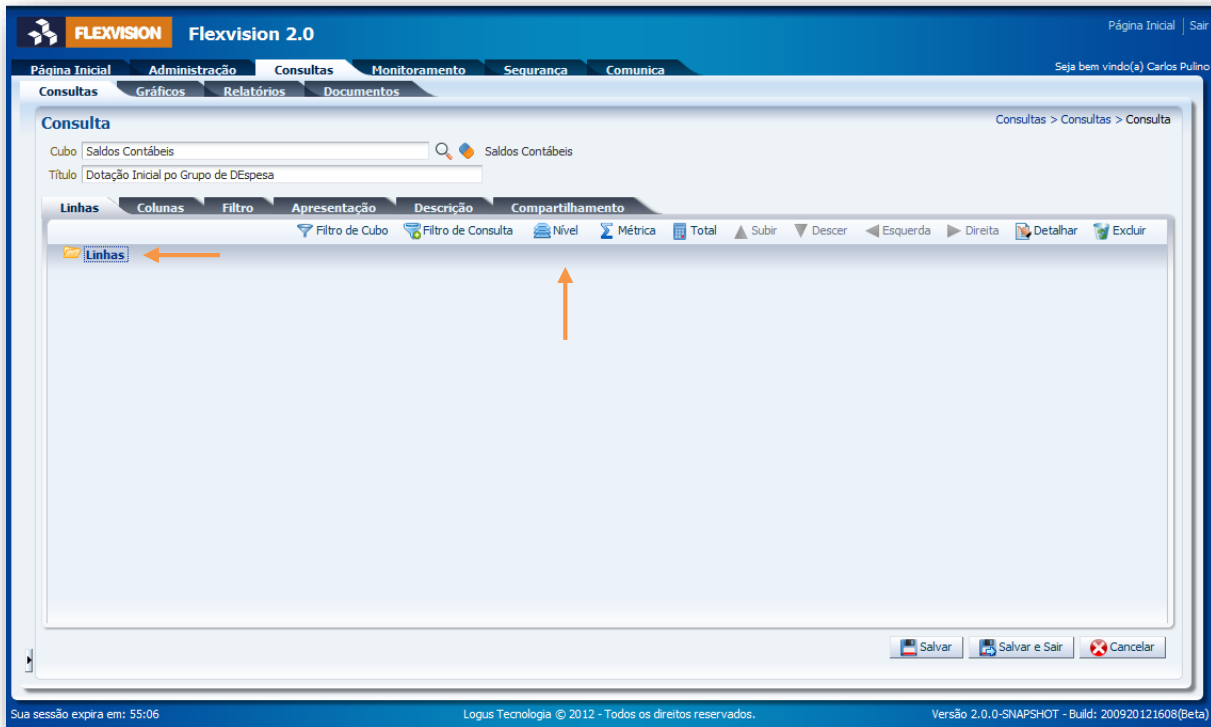 Página Inicial | Sair
FLEXVISION Flexvision 2.0
Página Inicial Administração Consultas Monitoramento Segurança Comunica Seja bem vindo(a) Carlos Pulino
Consultas Gráficos Relatórios Documentos
Consulta Consultas > Consultas > Consulta
Cubo Saldos Contábeis Saldos Contábeis
Título Dotação Inicial po Grupo de DEspesa
Linhas Colunas Filtro Apresentação Descrição Compartilhamento
Filtro de Cubo Filtro de Consulta Nível Métrica Total Subir Descer Esquerda Direita Detalhar Excluir
Linhas
Salvar Salvar e Sair Cancelar
Sua sessão expira em: 55:06 Logus Tecnologia © 2012 - Todos os direitos reservados. Versão 2.0.0-SNAPSHOT - Build: 200920121608(Beta)